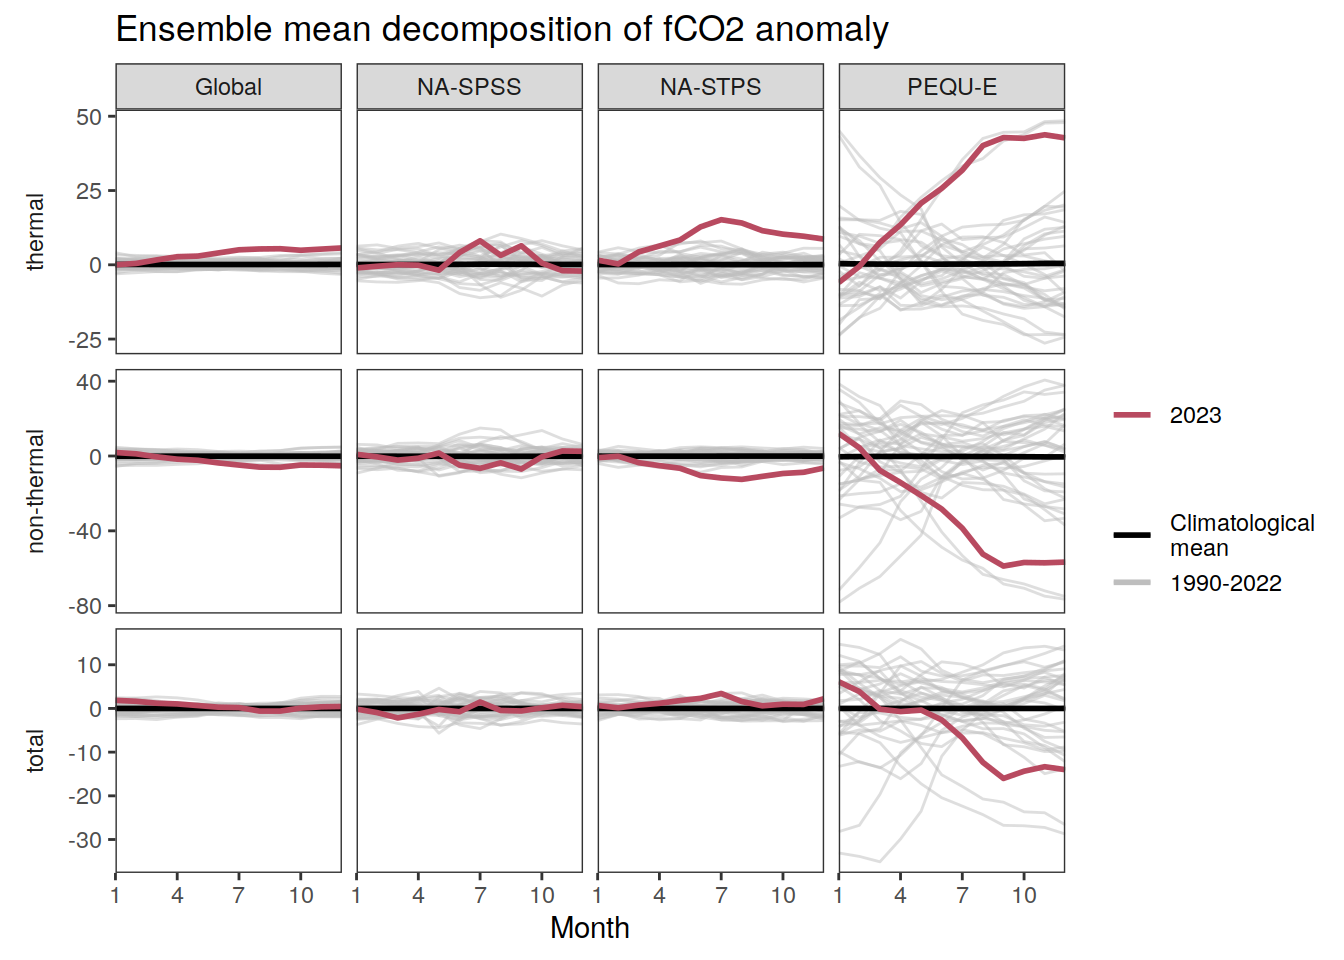 Ensemble mean decomposition of fCO2 anomaly
Global NA-SPSS NA-STPS PEQU-E
thermal
50
25
0
-25
non-thermal
40
0
-40
-80
total
10
0
-10
-20
-30
1 4 7 10 1 4 7 10 1 4 7 10 1 4 7 10
Month
2023
Climatological
mean
1990-2022